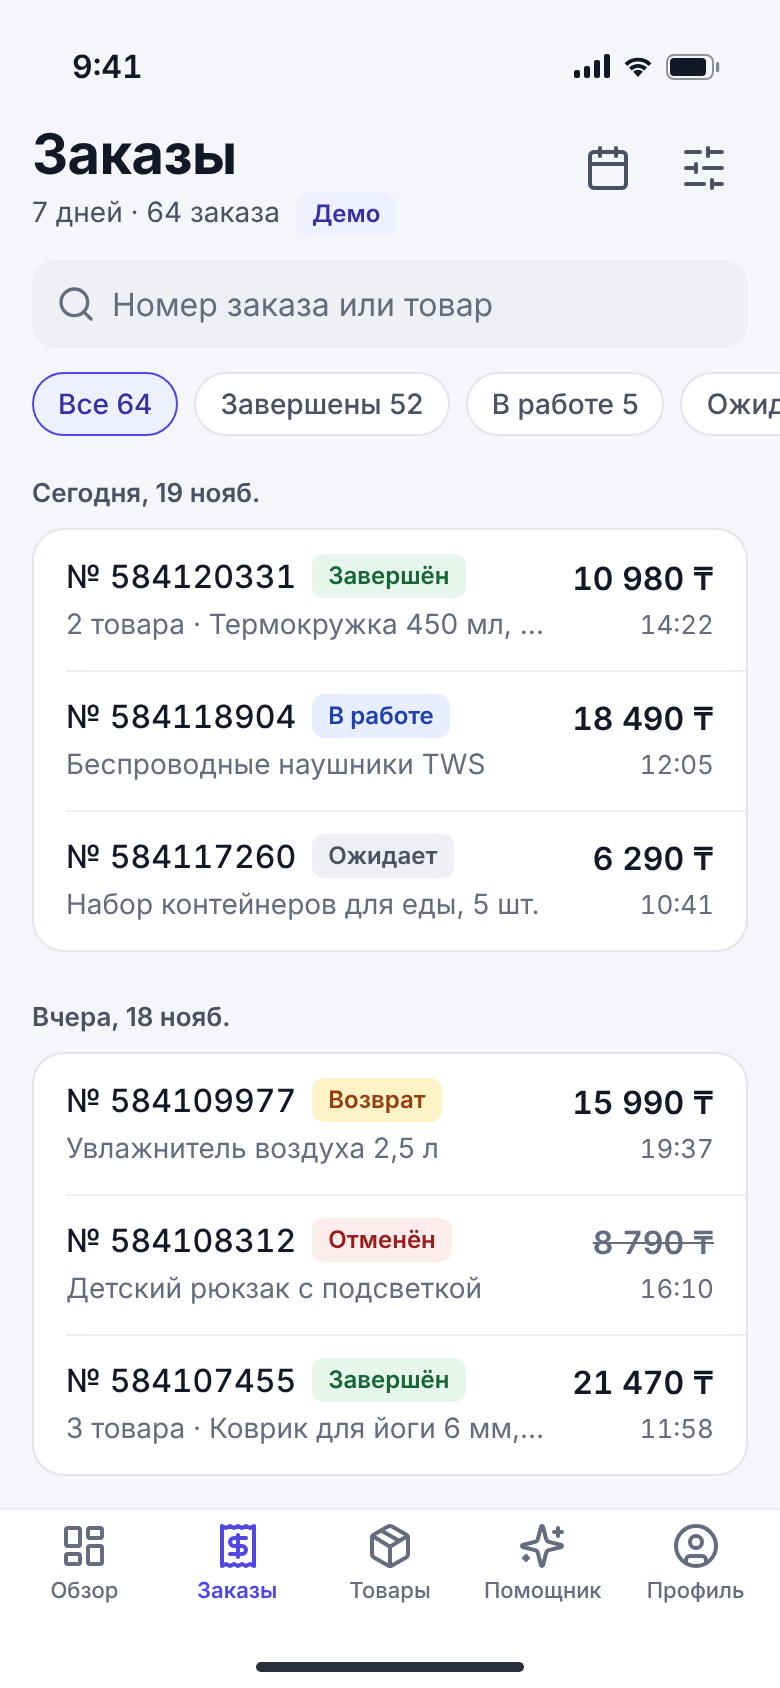 9:41
Заказы
7 дней · 64 заказа Демо
Номер заказа или товар
Все 64 Завершены 52 В работе 5 Ожид
Сегодня, 19 нояб.
№ 584120331 Завершён 10 980 ₸
2 товара · Термокружка 450 мл, ... 14:22
№ 584118904 В работе 18 490 ₸
Беспроводные наушники TWS 12:05
№ 584117260 Ожидает 6 290 ₸
Набор контейнеров для еды, 5 шт. 10:41
Вчера, 18 нояб.
№ 584109977 Возврат 15 990 ₸
Увлажнитель воздуха 2,5 л 19:37
№ 584108312 Отменён 8 790 ₸
Детский рюкзак с подсветкой 16:10
№ 584107455 Завершён 21 470 ₸
3 товара · Коврик для йоги 6 мм,... 11:58
Обзор Заказы Товары Помощник Профиль